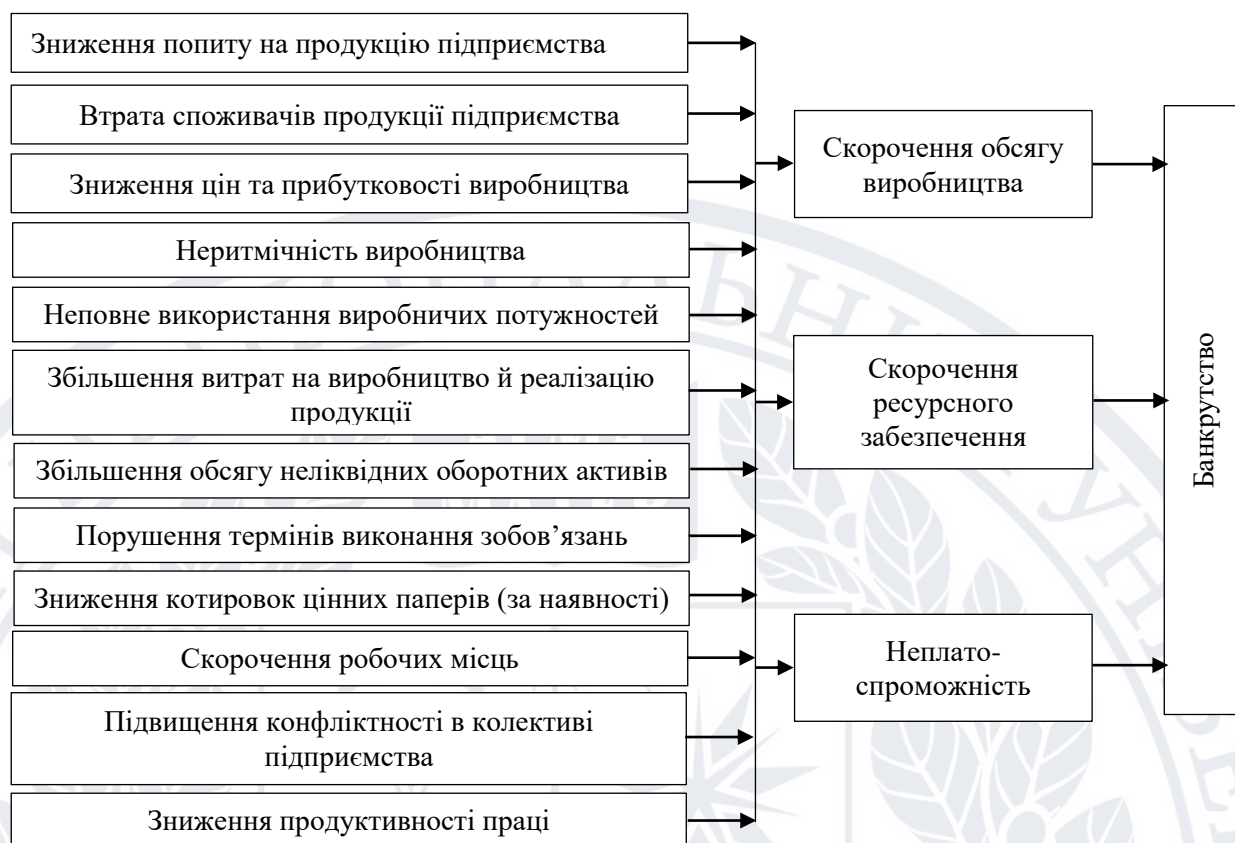 Зниження попиту на продукцію підприємства
Втрата споживачів продукції підприємства
Зниження цін та прибутковості виробництва
Неритмічність виробництва
Неповне використання виробничих потужностей
Збільшення витрат на виробництво й реалізацію
продукції
Збільшення обсягу неліквідних оборотних активів
Порушення термінів виконання зобов’язань
Зниження котировок цінних паперів (за наявності)
Скорочення робочих місць
Підвищення конфліктності в колективі
підприємства
Зниження продуктивності праці
Скорочення обсягу
виробництва
Скорочення
ресурсного
забезпечення
Неплато-
спроможність
Банкрутство